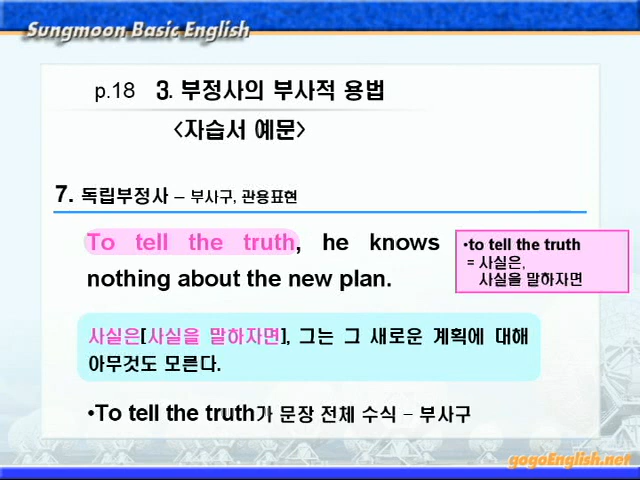 Sungmoon Basic English
p.18 3. 부정사의 부사적 용법
<자습서 예문>
7. 독립부정사 – 부사구, 관용표현
To tell the truth, he knows
nothing about the new plan.
•to tell the truth
= 사실은,
사실을 말하자면
사실은[사실을 말하자면], 그는 그 새로운 계획에 대해
아무것도 모른다.
•To tell the truth가 문장 전체 수식 – 부사구
gogoEnglish.net